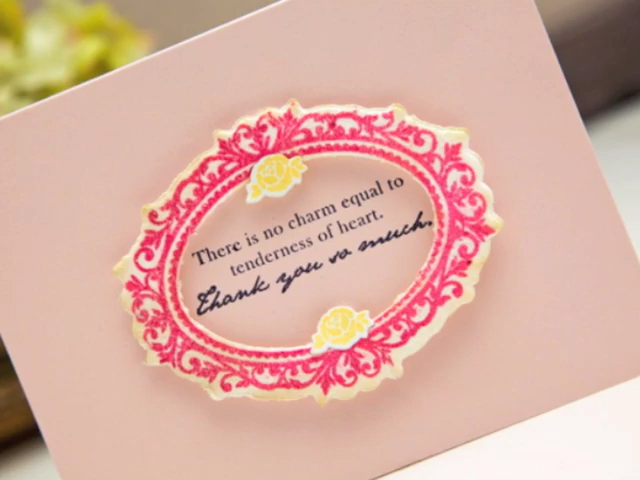 There is no charm equal to
tenderness of heart.
Thank you so much.